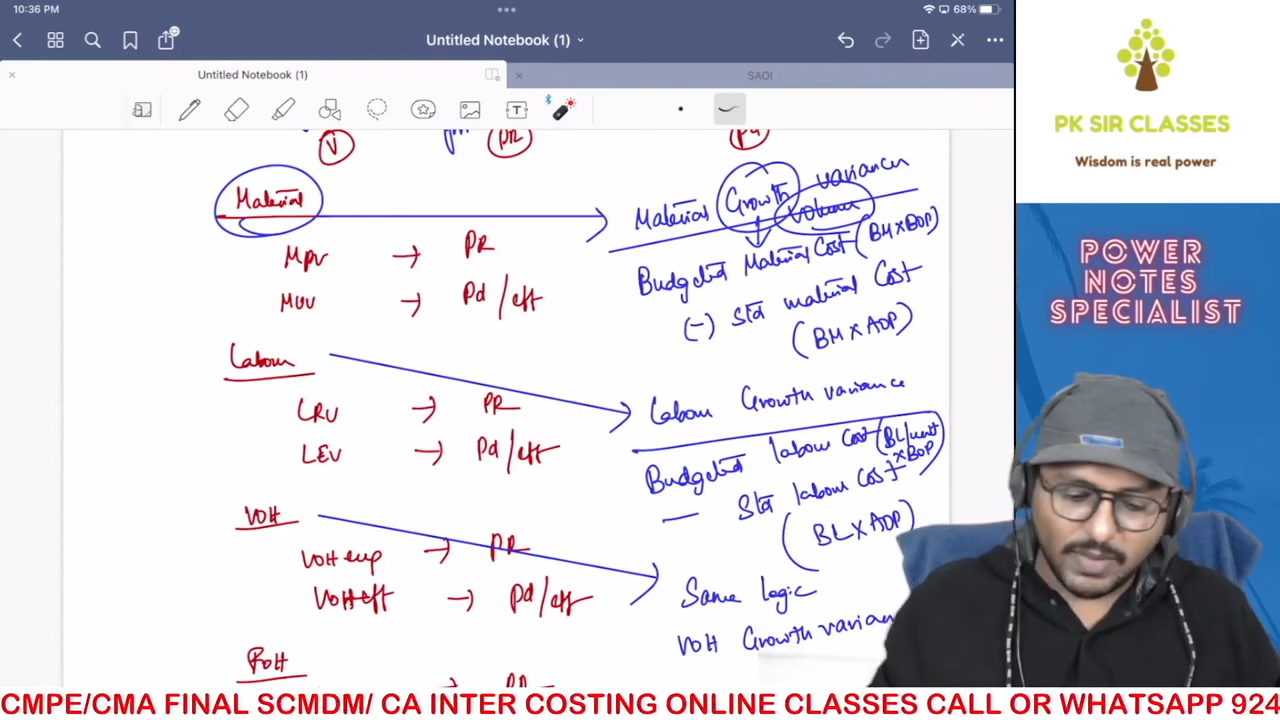 10:36 PM
68%
Untitled Notebook (1)
Untitled Notebook (1)
SAOI
T
V
PR
Pd
Material
Material Growth variances
volume
Budgeted Material Cost (BM X BOP)
(-) Std material Cost
(BM X AOP)
MPV → PR
MUV → Pd/eff
Labour
Labour Growth variance
LRV → PR
LEV → Pd/eff
Budgeted labour Cost (BL/unit X BOP)
— Std labour Cost
(BL X AOP)
VOH
VOH exp → PR
VOH eff → Pd/eff
Same logic
VOH Growth varian
FOH
PK SIR CLASSES
Wisdom is real power
POWER
NOTES
SPECIALIST
CMPE/CMA FINAL SCMDM/ CA INTER COSTING ONLINE CLASSES CALL OR WHATSAPP 924